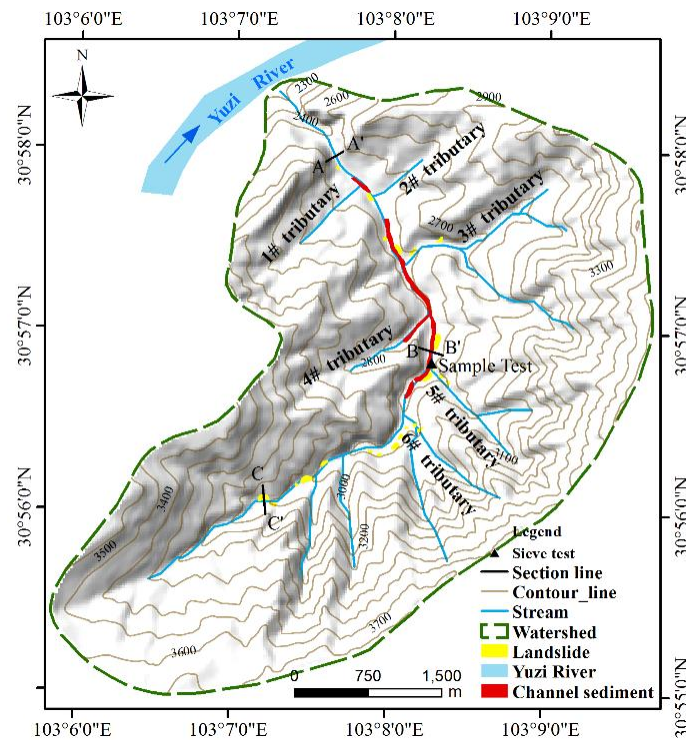 103°6'0"E 103°7'0"E 103°8'0"E 103°9'0"E
N
Yuzi River
2300
2600
2900
2400
30°58'0"N
30°58'0"N
A A'
2# tributary
1# tributary
2700
3# tributary
3300
30°57'0"N
30°57'0"N
4# tributary
B B'
2800
Sample Test
5# tributary
3100
6# tributary
C
C'
3400
3000
3200
3500
30°56'0"N
30°56'0"N
3600
3700
Legend
Sieve test
Section line
Contour_line
Stream
Watershed
Landslide
Yuzi River
Channel sediment
0 750 1,500
m
30°55'0"N
103°6'0"E 103°7'0"E 103°8'0"E 103°9'0"E